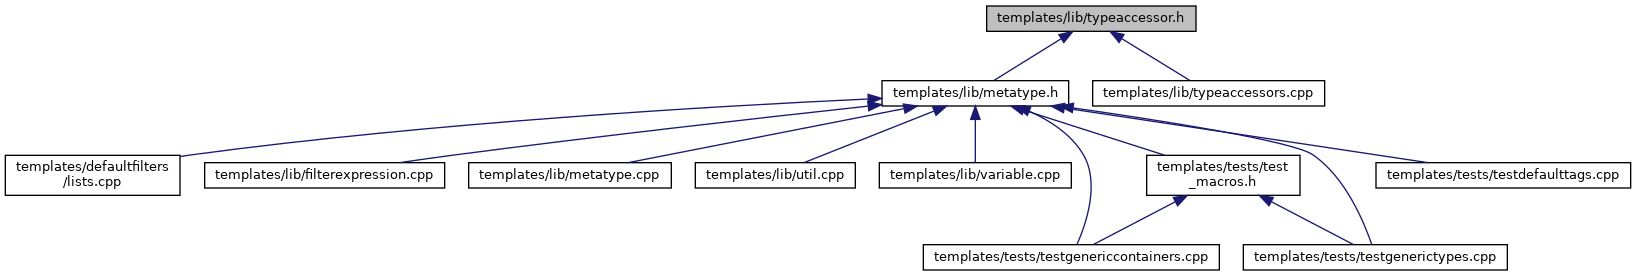 templates/lib/typeaccessor.h
templates/lib/metatype.h
templates/lib/typeaccessors.cpp
templates/defaultfilters
/lists.cpp
templates/lib/filterexpression.cpp
templates/lib/metatype.cpp
templates/lib/util.cpp
templates/lib/variable.cpp
templates/tests/test
_macros.h
templates/tests/testdefaulttags.cpp
templates/tests/testgenericcontainers.cpp
templates/tests/testgenerictypes.cpp